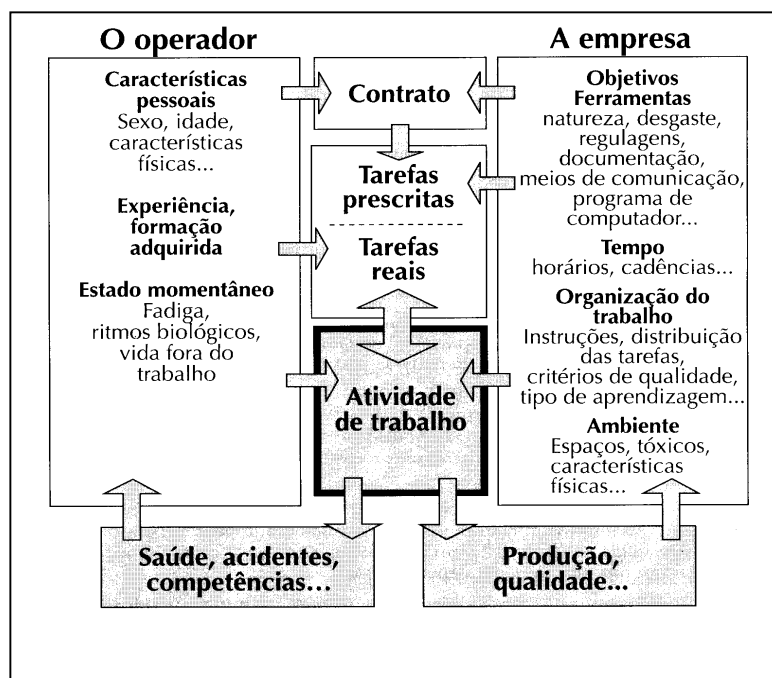 O operador
Características
pessoais
Sexo, idade,
características
físicas...
Experiência,
formação
adquirida
Estado momentâneo
Fadiga,
ritmos biológicos,
vida fora do
trabalho
Contrato
Tarefas
prescritas
Tarefas
reais
Atividade
de trabalho
A empresa
Objetivos
Ferramentas
natureza, desgaste,
regulagens,
documentação,
meios de comunicação,
programa de
computador...
Tempo
horários, cadências...
Organização do
trabalho
Instruções, distribuição
das tarefas,
critérios de qualidade,
tipo de aprendizagem...
Ambiente
Espaços, tóxicos,
características
físicas...
Saúde, acidentes,
competências...
Produção,
qualidade...